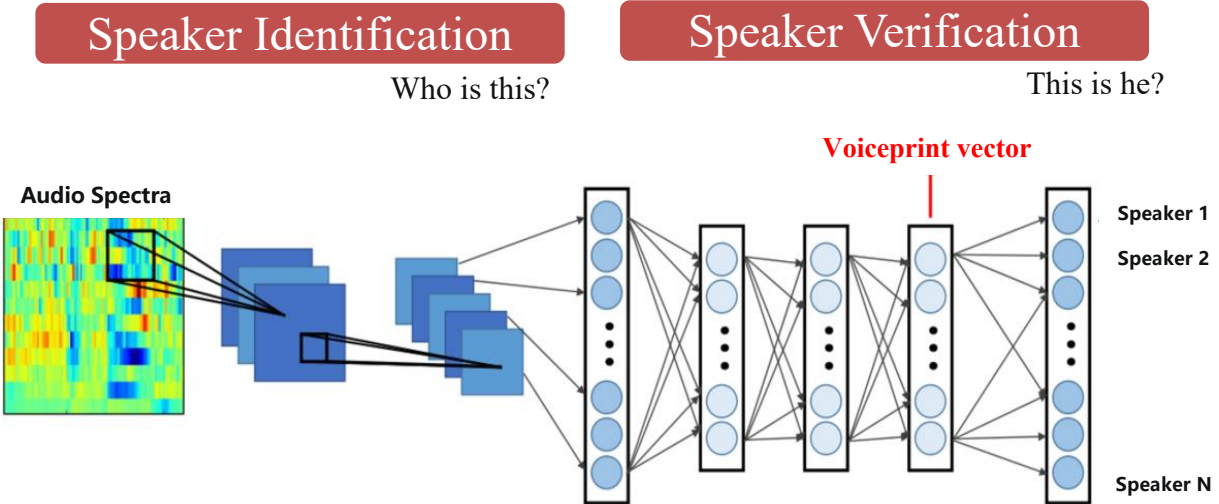 Speaker Identification
Speaker Verification
Who is this?
This is he?
Voiceprint vector
Audio Spectra
Speaker 1
Speaker 2
Speaker N